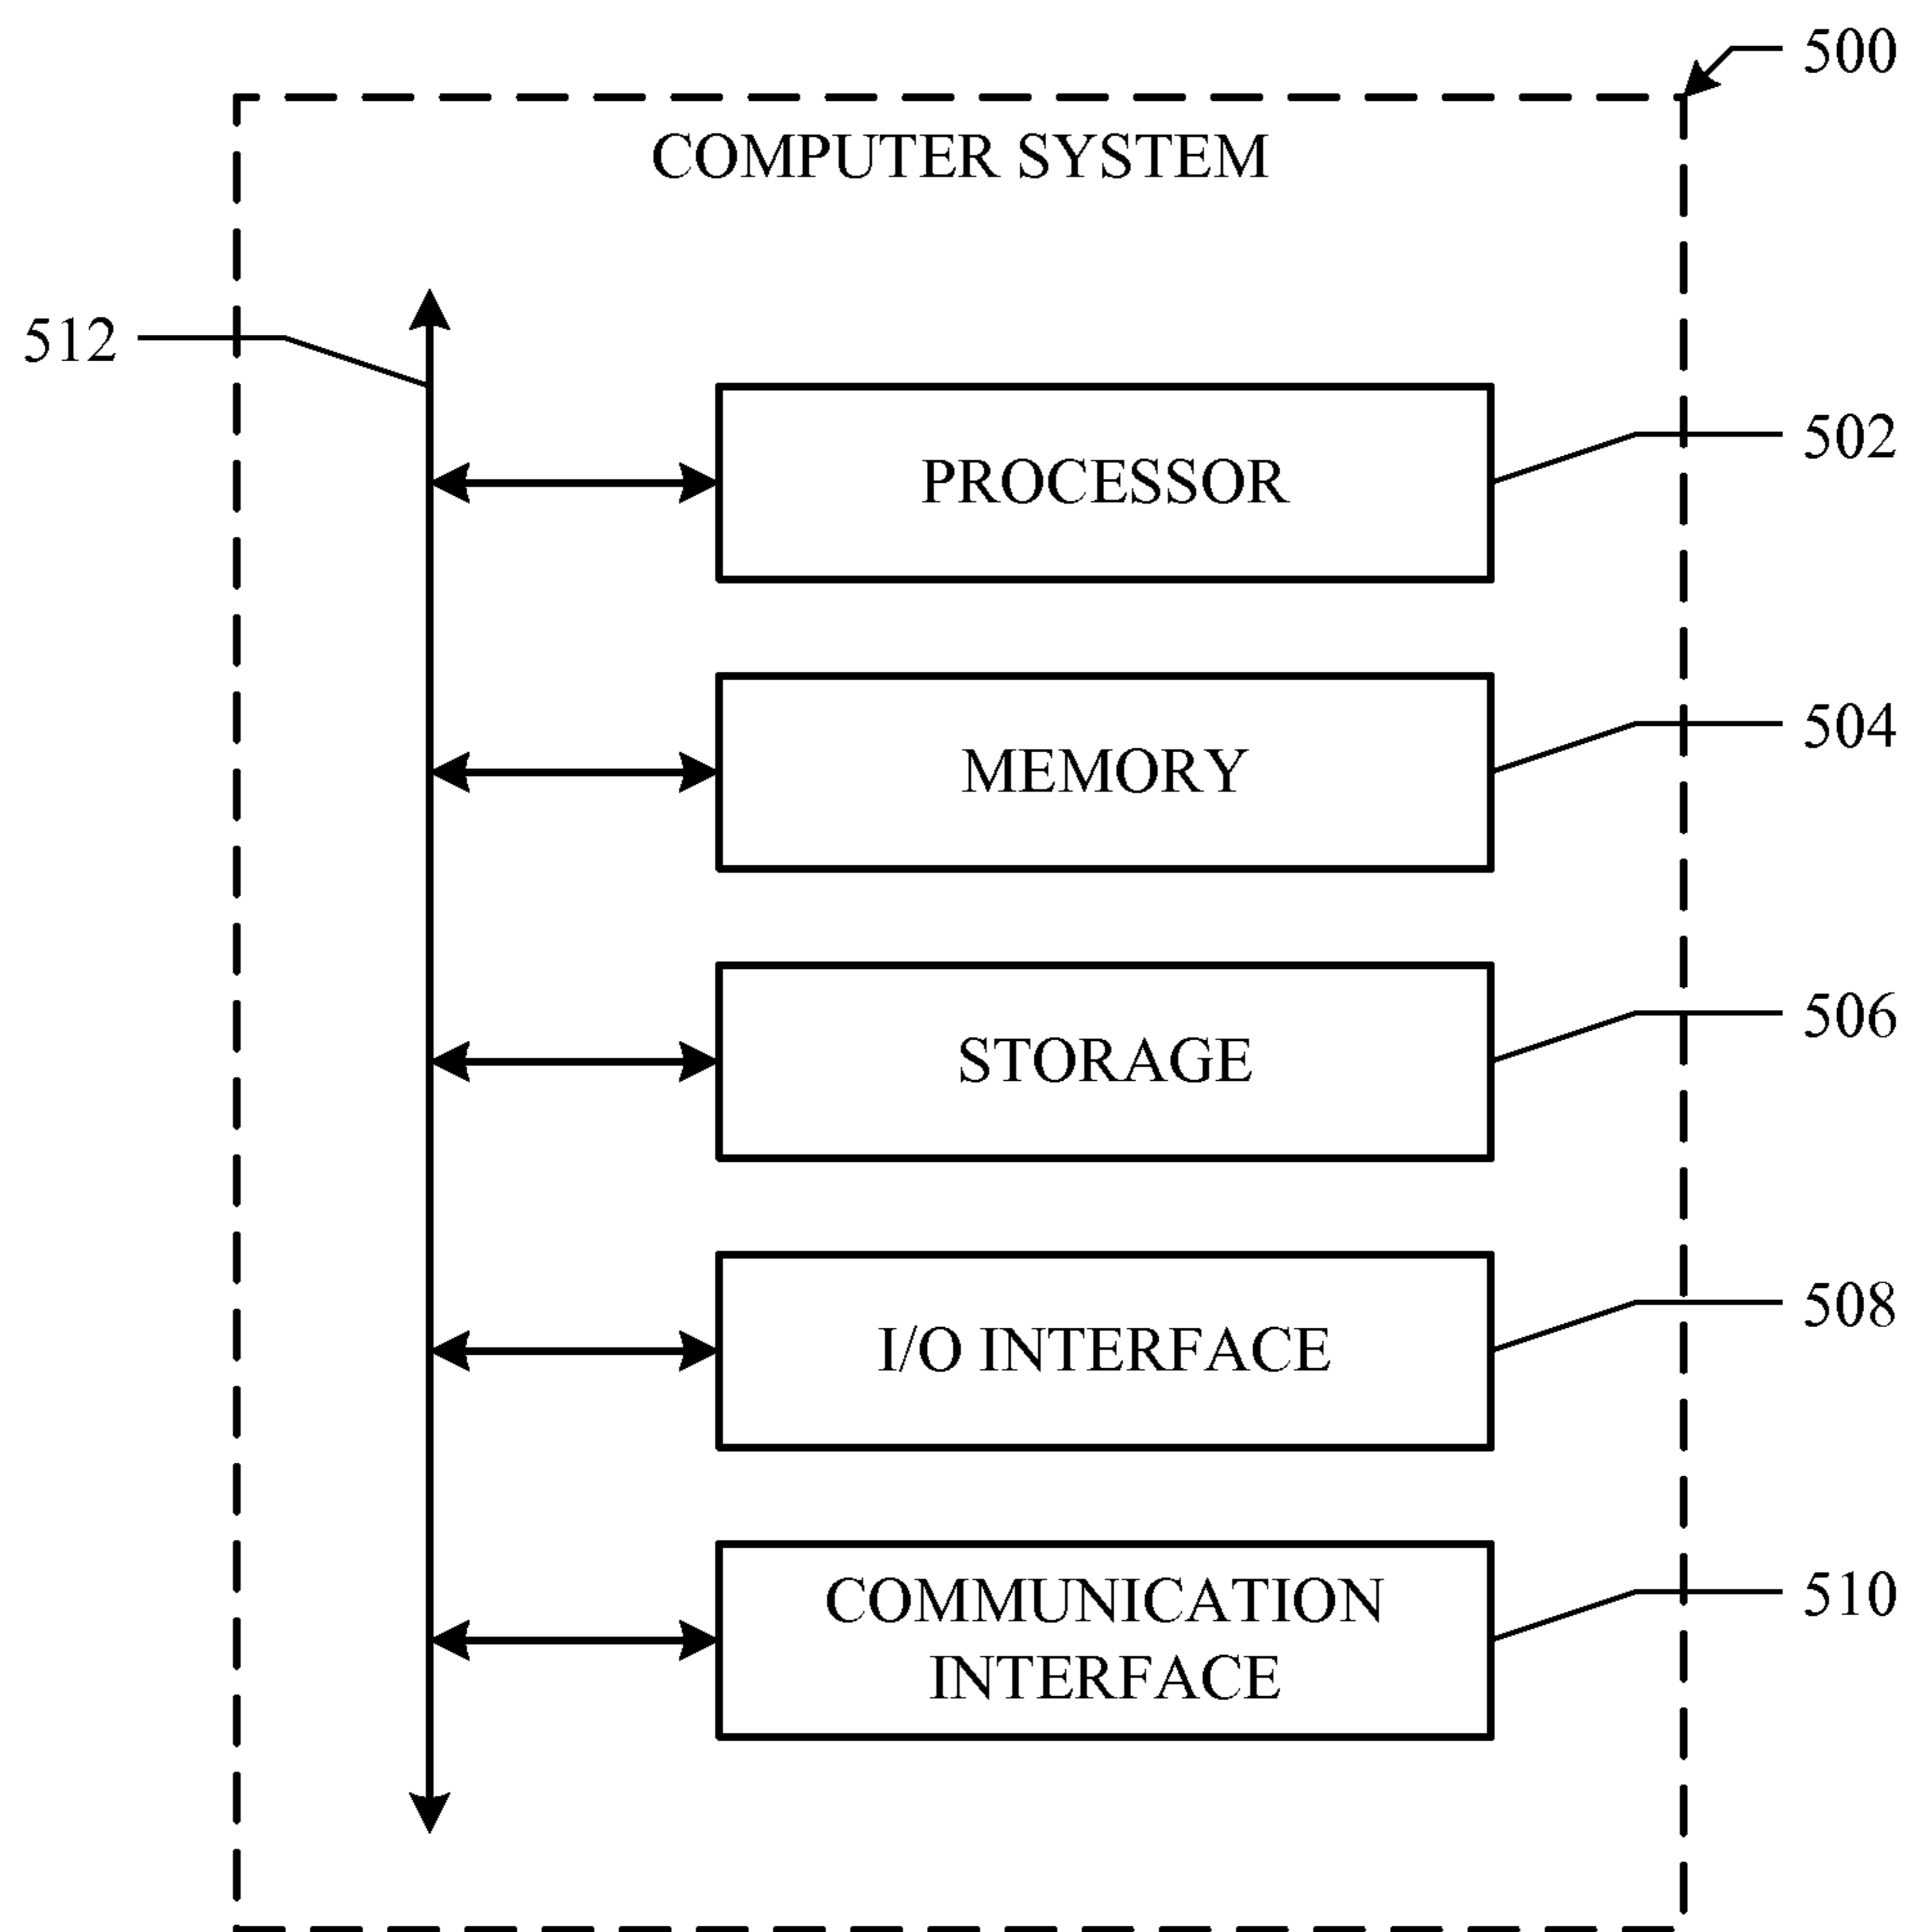 500
COMPUTER SYSTEM
512
502
PROCESSOR
504
MEMORY
506
STORAGE
508
I/O INTERFACE
510
COMMUNICATION
INTERFACE